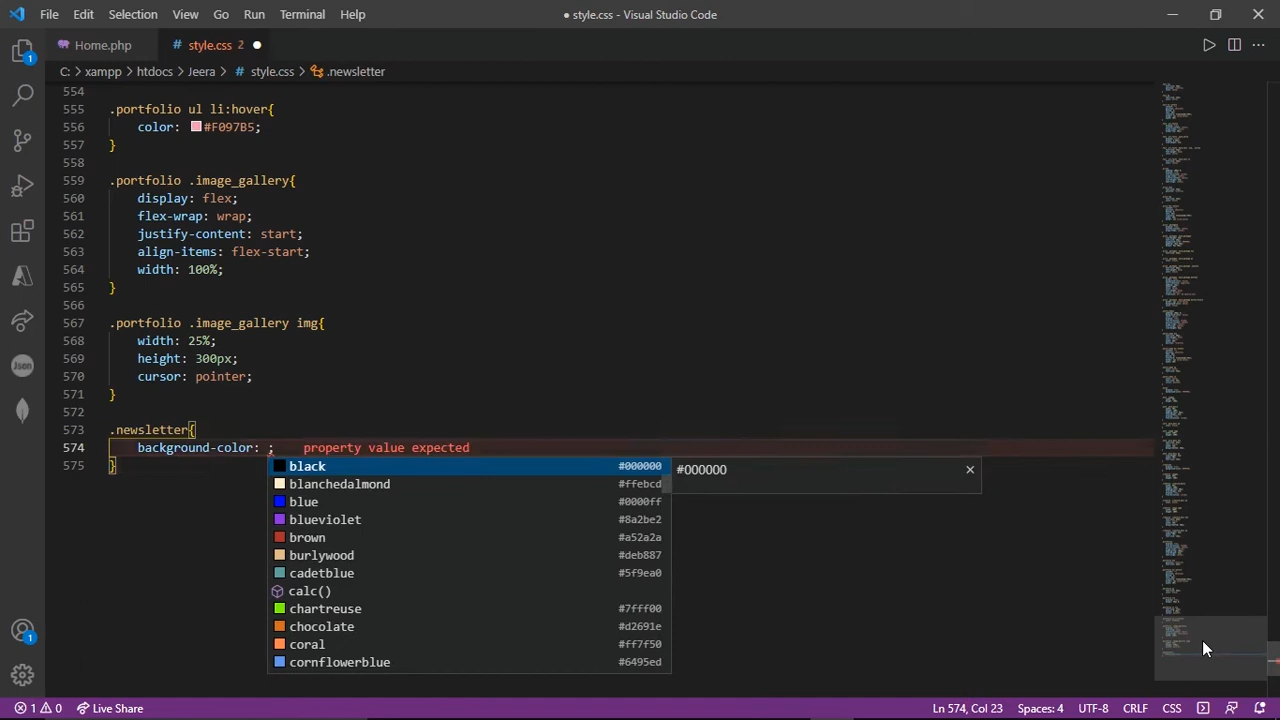 File Edit Selection View Go Run Terminal Help
● style.css - Visual Studio Code
Home.php
# style.css 2 ●
C: > xampp > htdocs > Jeera > # style.css > .newsletter
554
555 .portfolio ul li:hover{
556 color: #F097B5;
557 }
558
559 .portfolio .image_gallery{
560 display: flex;
561 flex-wrap: wrap;
562 justify-content: start;
563 align-items: flex-start;
564 width: 100%;
565 }
566
567 .portfolio .image_gallery img{
568 width: 25%;
569 height: 300px;
570 cursor: pointer;
571 }
572
573 .newsletter{
574 background-color: ; property value expected
575 }
black #000000
#000000
blanchedalmond #ffebcd
blue #0000ff
blueviolet #8a2be2
brown #a52a2a
burlywood #deb887
cadetblue #5f9ea0
calc()
chartreuse #7fff00
chocolate #d2691e
coral #ff7f50
cornflowerblue #6495ed
1
Json
1
1 0 Live Share
Ln 574, Col 23 Spaces: 4 UTF-8 CRLF CSS